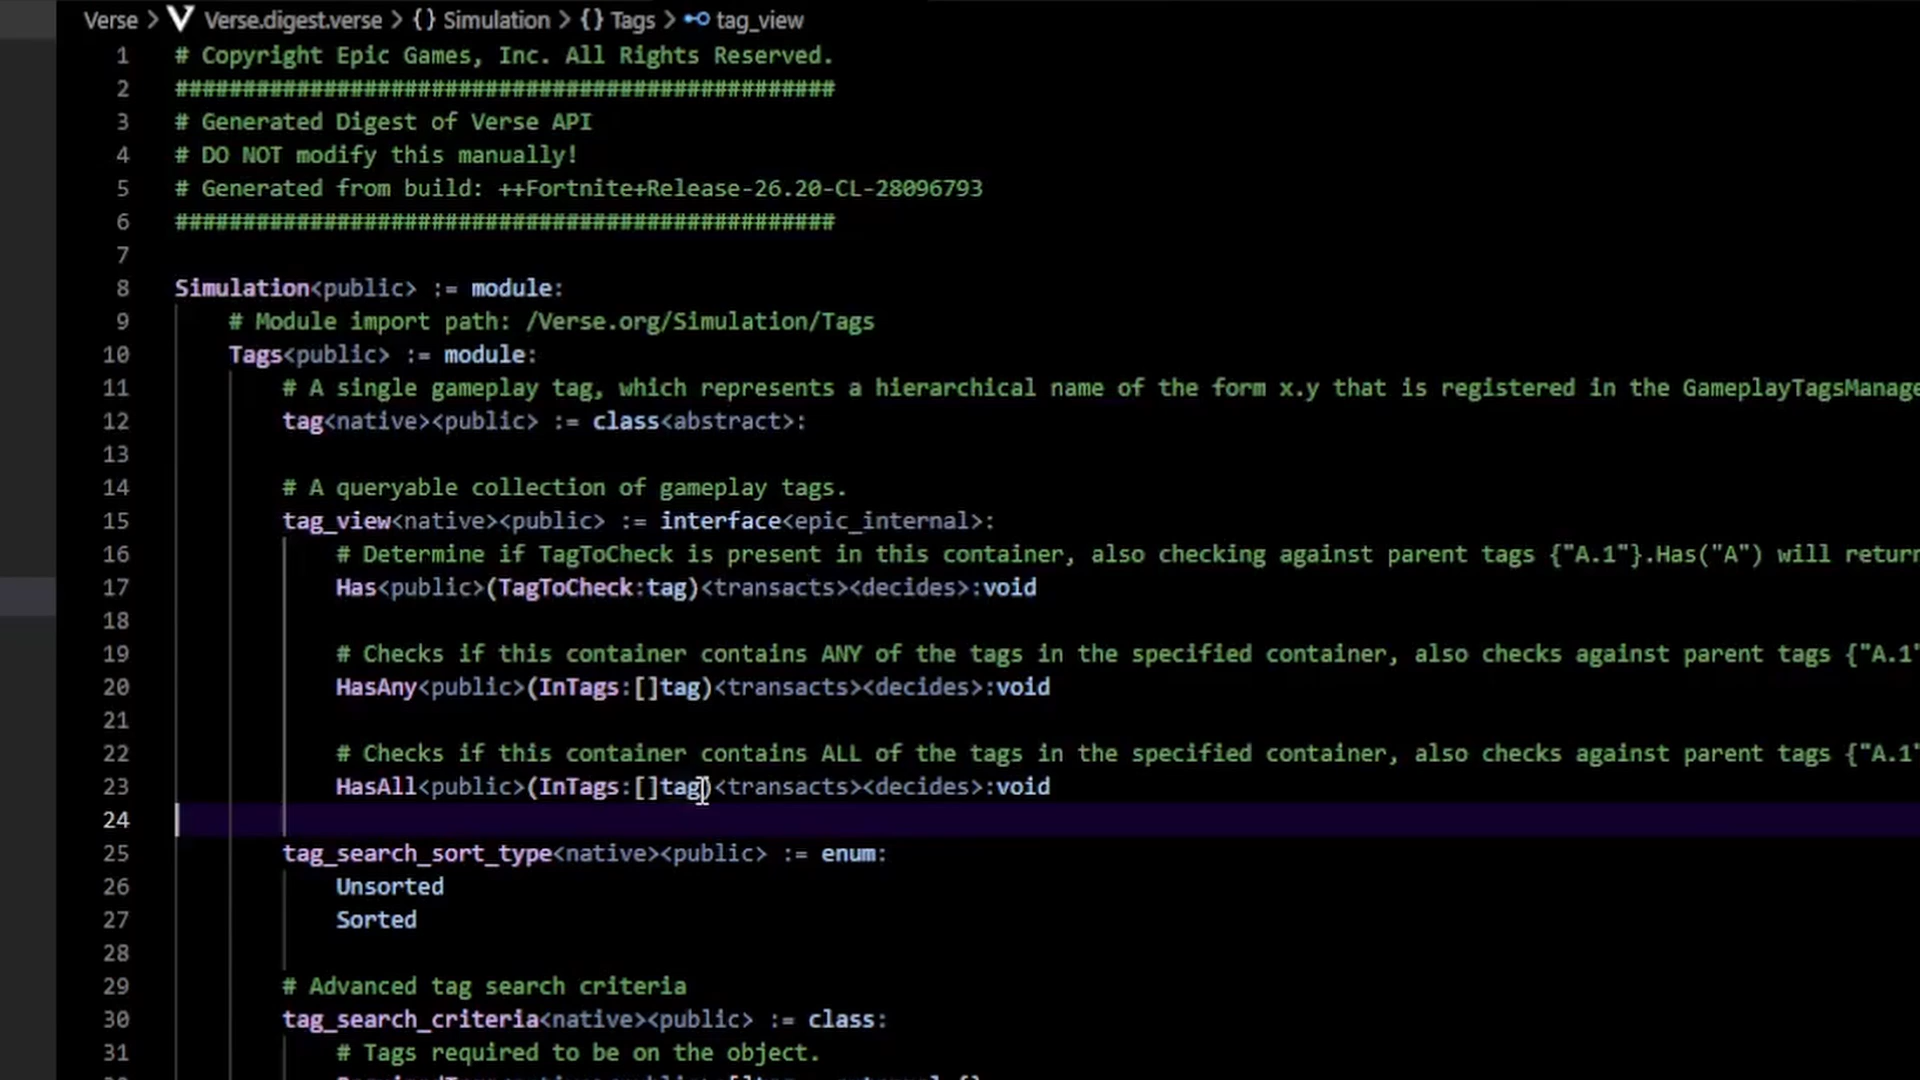 Verse > Verse.digest.verse > {} Simulation > {} Tags > tag_view
1 # Copyright Epic Games, Inc. All Rights Reserved.
2 #################################################
3 # Generated Digest of Verse API
4 # DO NOT modify this manually!
5 # Generated from build: ++Fortnite+Release-26.20-CL-28096793
6 #################################################
7
8 Simulation<public> := module:
9 # Module import path: /Verse.org/Simulation/Tags
10 Tags<public> := module:
11 # A single gameplay tag, which represents a hierarchical name of the form x.y that is registered in the GameplayTagsManage
12 tag<native><public> := class<abstract>:
13
14 # A queryable collection of gameplay tags.
15 tag_view<native><public> := interface<epic_internal>:
16 # Determine if TagToCheck is present in this container, also checking against parent tags {"A.1"}.Has("A") will return
17 Has<public>(TagToCheck:tag)<transacts><decides>:void
18
19 # Checks if this container contains ANY of the tags in the specified container, also checks against parent tags {"A.1"
20 HasAny<public>(InTags:[]tag)<transacts><decides>:void
21
22 # Checks if this container contains ALL of the tags in the specified container, also checks against parent tags {"A.1"
23 HasAll<public>(InTags:[]tag)<transacts><decides>:void
24
25 tag_search_sort_type<native><public> := enum:
26 Unsorted
27 Sorted
28
29 # Advanced tag search criteria
30 tag_search_criteria<native><public> := class:
31 # Tags required to be on the object.